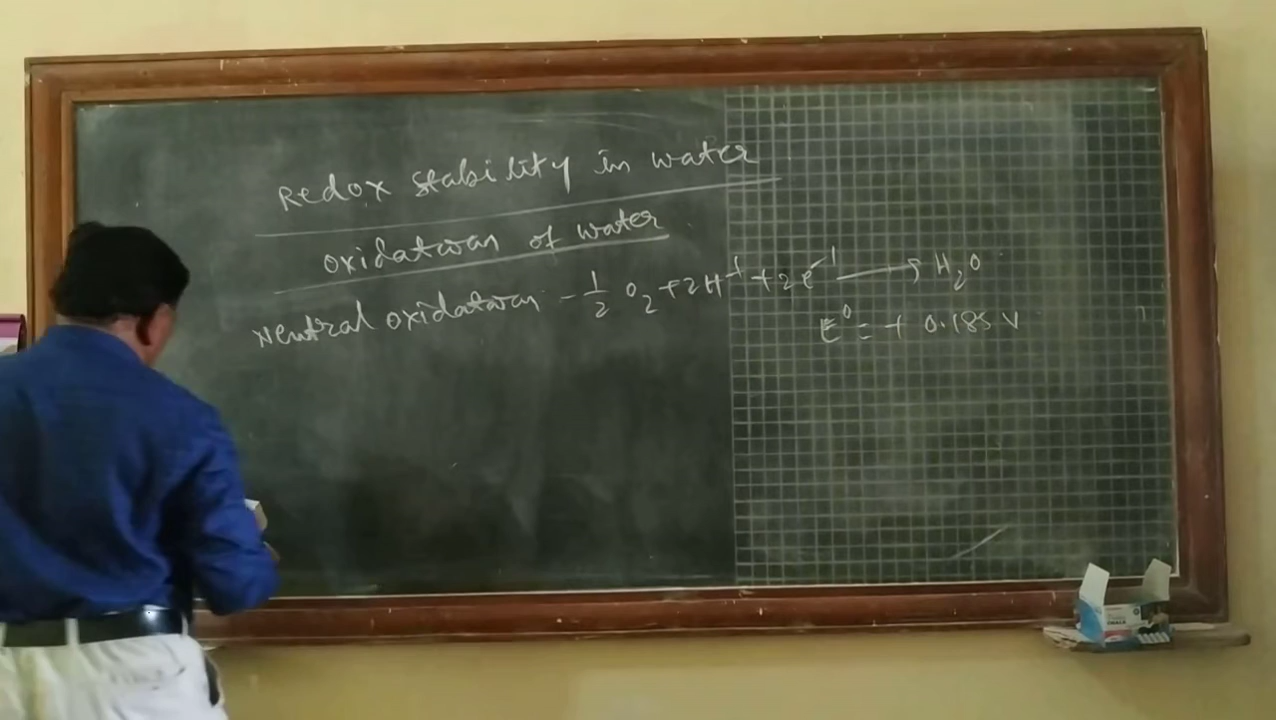 Redox stability in water
oxidation of water
Neutral oxidation - 1/2 O2 + 2H+ + 2e-1 → H2O
E0 = + 0.185 V
CHALK